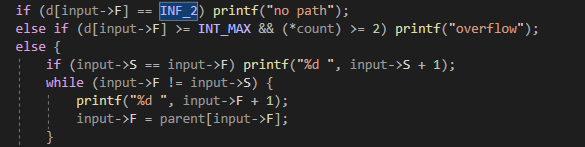 if (d[input->F] == INF_2) printf("no path");
else if (d[input->F] >= INT_MAX && (*count) >= 2) printf("overflow");
else {
if (input->S == input->F) printf("%d ", input->S + 1);
while (input->F != input->S) {
printf("%d ", input->F + 1);
input->F = parent[input->F];
}